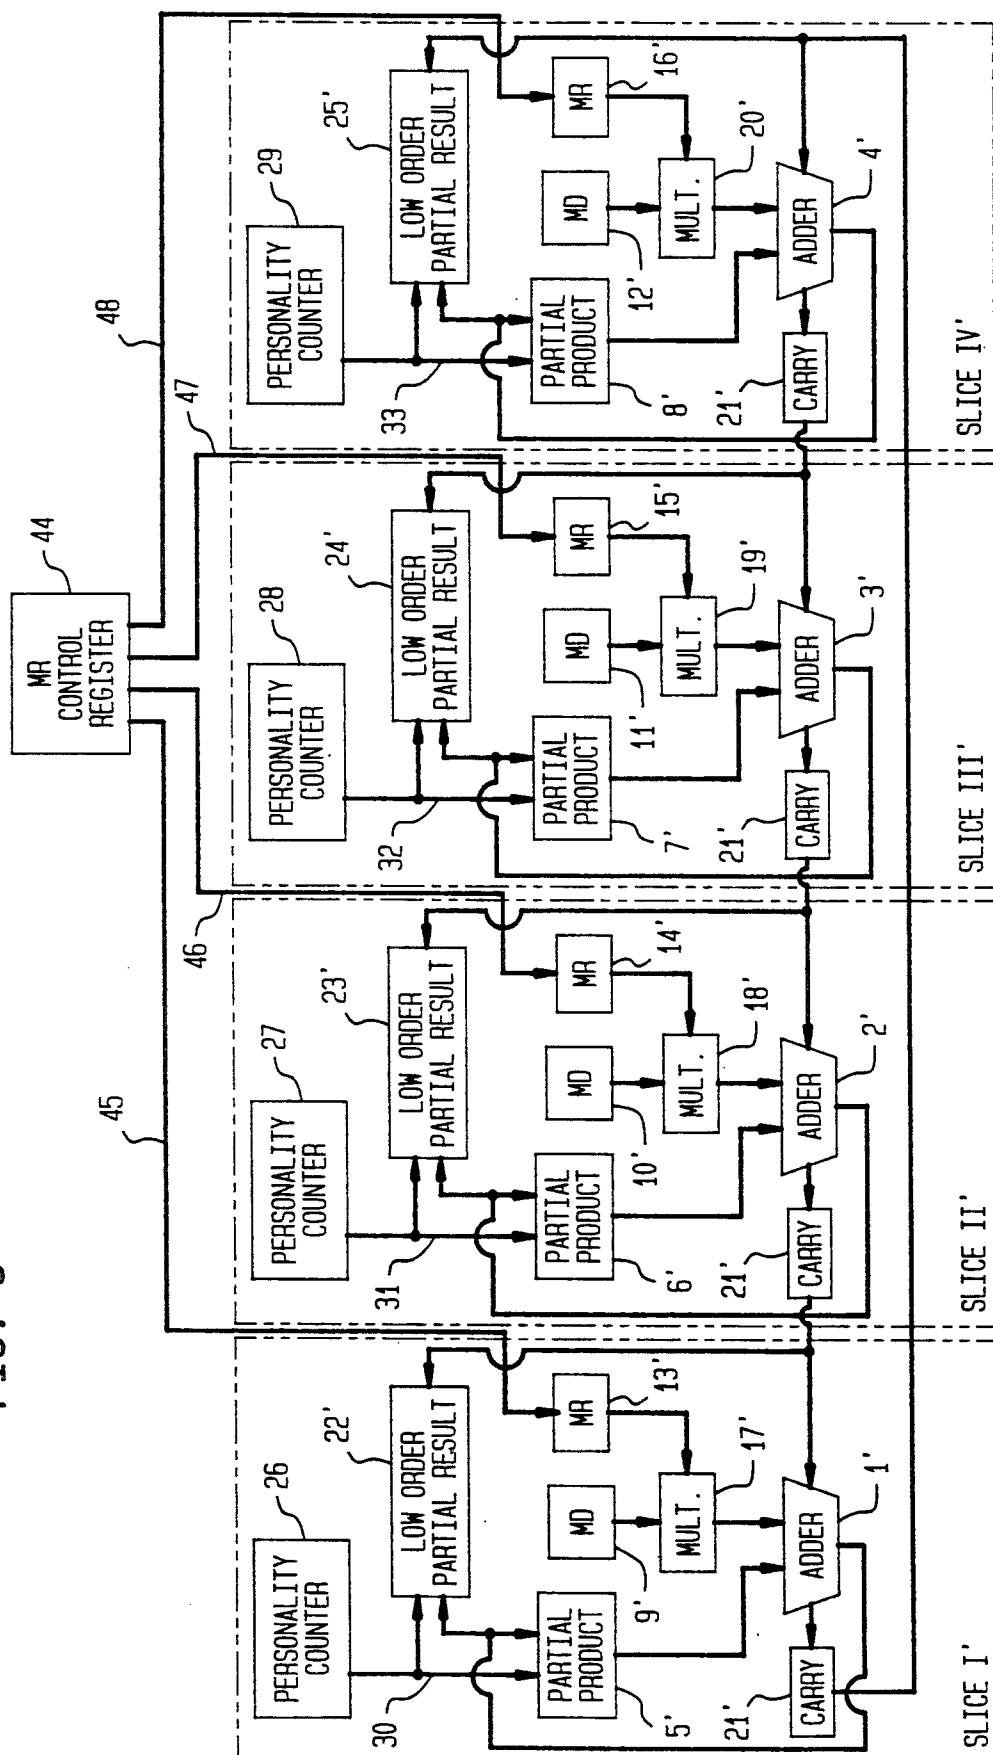 44
MR
CONTROL
REGISTER
45
46
47
48
26
PERSONALITY
COUNTER
22'
LOW ORDER
PARTIAL RESULT
30
PARTIAL
PRODUCT
5'
MD
9'
MR
13'
MULT.
17'
ADDER
1'
CARRY
21'
SLICE I'
27
PERSONALITY
COUNTER
23'
LOW ORDER
PARTIAL RESULT
31
PARTIAL
PRODUCT
6'
MD
10'
MR
14'
MULT.
18'
ADDER
2'
CARRY
21'
SLICE II'
28
PERSONALITY
COUNTER
24'
LOW ORDER
PARTIAL RESULT
32
PARTIAL
PRODUCT
7'
MD
11'
MR
15'
MULT.
19'
ADDER
3'
CARRY
21'
SLICE III'
29
PERSONALITY
COUNTER
25'
LOW ORDER
PARTIAL RESULT
33
PARTIAL
PRODUCT
8'
MD
12'
MR
16'
MULT.
20'
ADDER
4'
CARRY
21'
SLICE IV'